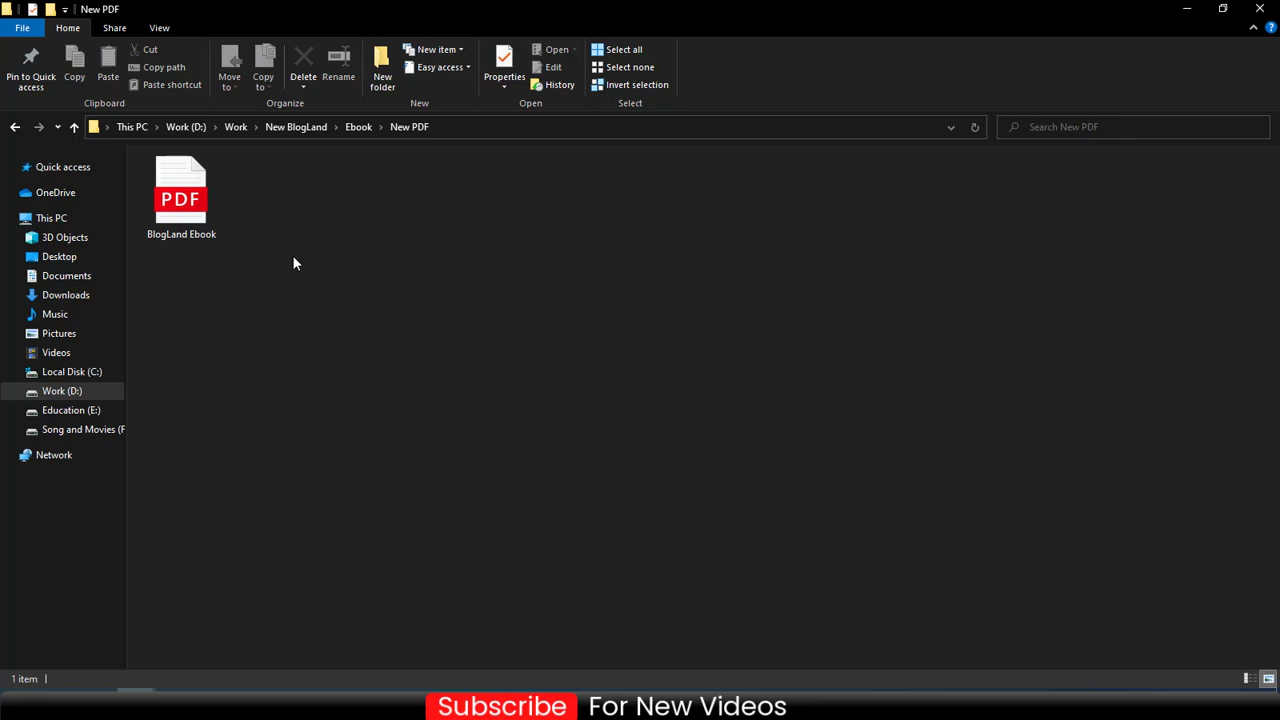 New PDF
File Home Share View
Pin to Quick access
Copy
Paste
Cut
Copy path
Paste shortcut
Clipboard
Move to
Copy to
Delete
Rename
Organize
New folder
New item
Easy access
New
Properties
Open
Edit
History
Open
Select all
Select none
Invert selection
Select
This PC Work (D:) Work New BlogLand Ebook New PDF
Search New PDF
Quick access
OneDrive
This PC
3D Objects
Desktop
Documents
Downloads
Music
Pictures
Videos
Local Disk (C:)
Work (D:)
Education (E:)
Song and Movies (F
Network
PDF
BlogLand Ebook
1 item
Subscribe For New Videos